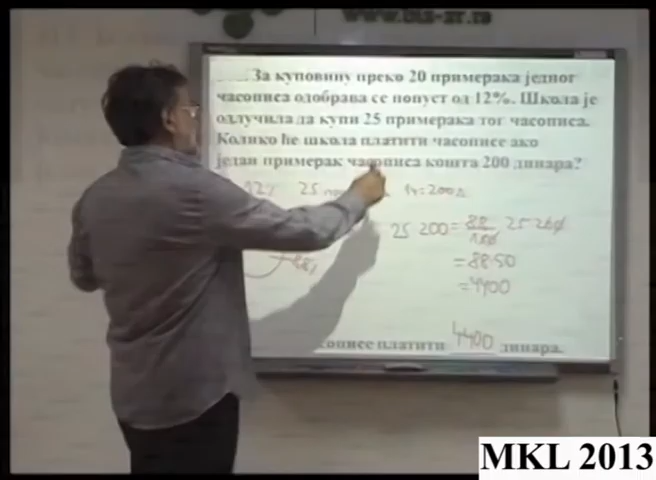 За куповину преко 20 примерака једног
часописа одобрава се попуст од 12%. Школа је
одлучила да купи 25 примерака тог часописа.
Колико ће школа платити часописе ако
један примерак часописа кошта 200 динара?
12% 25 1ч=200д
25 200 = 88/100 25 200
= 88·50
= 4400
платити 4400 динара.
MKL 2013